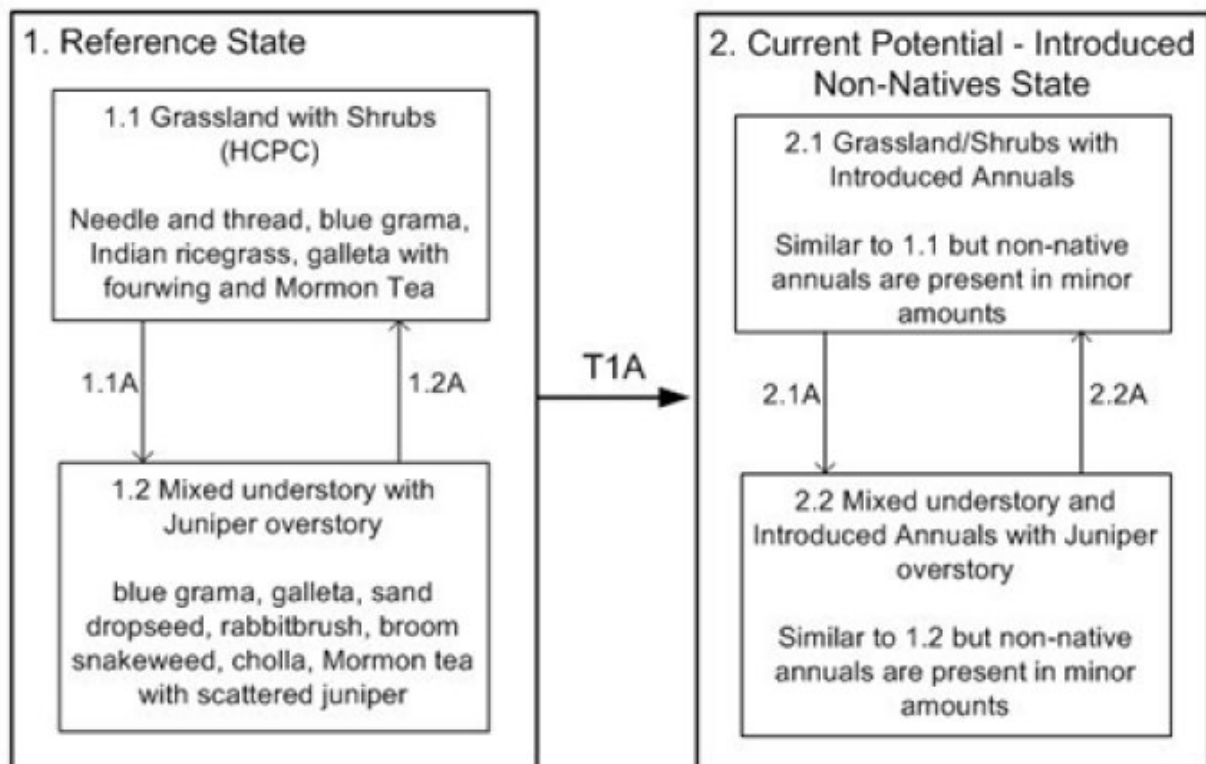 1. Reference State
1.1 Grassland with Shrubs
(HCPC)
Needle and thread, blue grama,
Indian ricegrass, galleta with
fourwing and Mormon Tea
1.1A
1.2A
1.2 Mixed understory with
Juniper overstory
blue grama, galleta, sand
dropseed, rabbitbrush, broom
snakeweed, cholla, Mormon tea
with scattered juniper
T1A
2. Current Potential - Introduced
Non-Natives State
2.1 Grassland/Shrubs with
Introduced Annuals
Similar to 1.1 but non-native
annuals are present in minor
amounts
2.1A
2.2A
2.2 Mixed understory and
Introduced Annuals with Juniper
overstory
Similar to 1.2 but non-native
annuals are present in minor
amounts